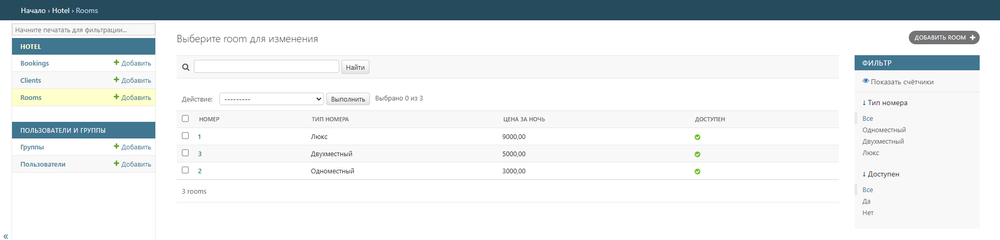 Начало › Hotel › Rooms
Начните печатать для фильтрации...
HOTEL
Bookings
Добавить
Clients
Добавить
Rooms
Добавить
ПОЛЬЗОВАТЕЛИ И ГРУППЫ
Группы
Добавить
Пользователи
Добавить
«
Выберите room для изменения
ДОБАВИТЬ ROOM
Найти
Действие: --------- Выполнить Выбрано 0 из 3
НОМЕР ТИП НОМЕРА ЦЕНА ЗА НОЧЬ ДОСТУПЕН
1 Люкс 9000,00
3 Двухместный 5000,00
2 Одноместный 3000,00
3 rooms
ФИЛЬТР
Показать счётчики
↓ Тип номера
Все
Одноместный
Двухместный
Люкс
↓ Доступен
Все
Да
Нет